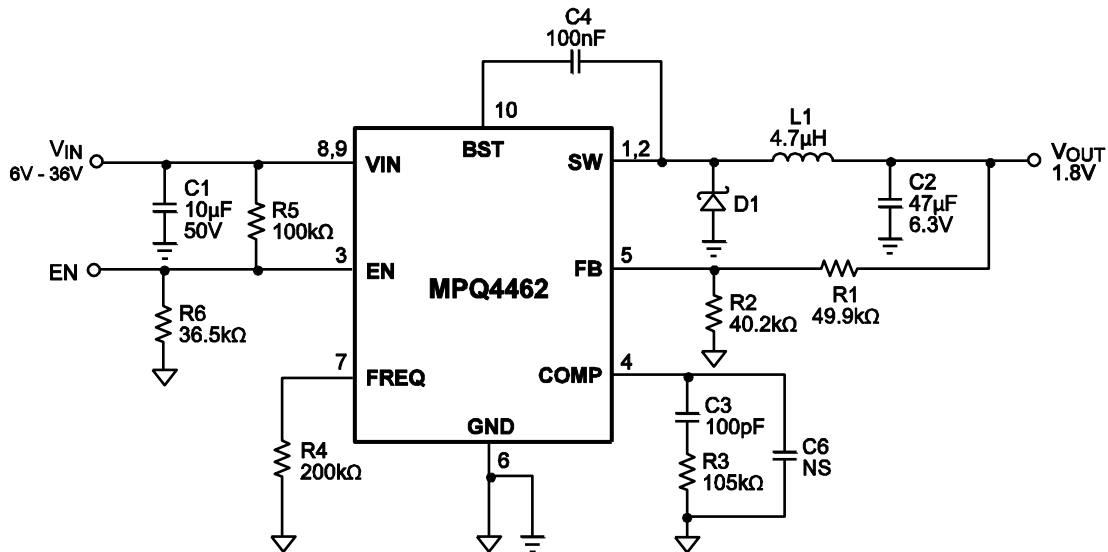 C4
100nF
10
VIN
6V - 36V
8,9
VIN
BST
SW
1,2
L1
4.7µH
VOUT
1.8V
C1
10µF
50V
R5
100kΩ
D1
C2
47µF
6.3V
EN
3
EN
MPQ4462
FB
5
R1
49.9kΩ
R2
40.2kΩ
R6
36.5kΩ
7
FREQ
COMP
4
GND
6
R4
200kΩ
C3
100pF
R3
105kΩ
C6
NS